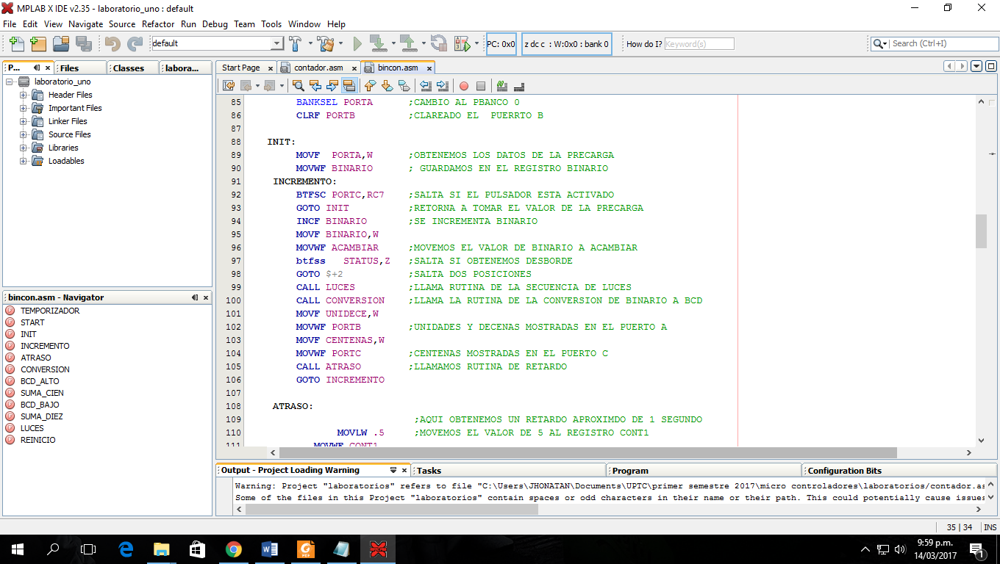 MPLAB X IDE v2.35 - laboratorio_uno : default
File Edit View Navigate Source Refactor Run Debug Team Tools Window Help
default
PC: 0x0
z dc c : W:0x0 : bank 0
How do I?
Keyword(s)
Search (Ctrl+I)
P...
Files
Classes
labora...
laboratorio_uno
Header Files
Important Files
Linker Files
Source Files
Libraries
Loadables
bincon.asm - Navigator
TEMPORIZADOR
START
INIT
INCREMENTO
ATRASO
CONVERSION
BCD_ALTO
SUMA_CIEN
BCD_BAJO
SUMA_DIEZ
LUCES
REINICIO
Start Page
contador.asm
bincon.asm
85 BANKSEL PORTA ;CAMBIO AL PBANCO 0
86 CLRF PORTB ;CLAREADO EL PUERRTO B
87
88 INIT:
89 MOVF PORTA,W ;OBTENEMOS LOS DATOS DE LA PRECARGA
90 MOVWF BINARIO ; GUARDAMOS EN EL REGISTRO BINARIO
91 INCREMENTO:
92 BTFSC PORTC,RC7 ;SALTA SI EL PULSADOR ESTA ACTIVADO
93 GOTO INIT ;RETORNA A TOMAR EL VALOR DE LA PRECARGA
94 INCF BINARIO ;SE INCREMENTA BINARIO
95 MOVF BINARIO,W
96 MOVWF ACAMBIAR ;MOVEMOS EL VALOR DE BINARIO A ACAMBIAR
97 btfss STATUS,Z ;SALTA SI OBTENEMOS DESBORDE
98 GOTO $+2 ;SALTA DOS POSICIONES
99 CALL LUCES ;LLAMA RUTINA DE LA SECUENCIA DE LUCES
100 CALL CONVERSION ;LLAMA LA RUTINA DE LA CONVERSION DE BINARIO A BCD
101 MOVF UNIDECE,W
102 MOVWF PORTB ;UNIDADES Y DECENAS MOSTRADAS EN EL PUERTO A
103 MOVF CENTENAS,W
104 MOVWF PORTC ;CENTENAS MOSTRADAS EN EL PUERTO C
105 CALL ATRASO ;LLAMAMOS RUTINA DE RETARDO
106 GOTO INCREMENTO
107
108 ATRASO:
109 ;AQUI OBTENEMOS UN RETARDO APROXIMDO DE 1 SEGUNDO
110 MOVLW .5 ;MOVEMOS EL VALOR DE 5 AL REGISTRO CONT1
111 MOVWF CONT1
Output - Project Loading Warning
Tasks
Program
Configuration Bits
Warning: Project "laboratorios" refers to file "C:\Users\JHONATAN\Documents\UPTC\primer semestre 2017\micro controladores\laboratorios/contador.as
Some of the files in this Project "laboratorios" contain spaces or odd characters in their name or their path. This could potentially cause issues
35 | 34 INS
9:59 p.m.
14/03/2017
1